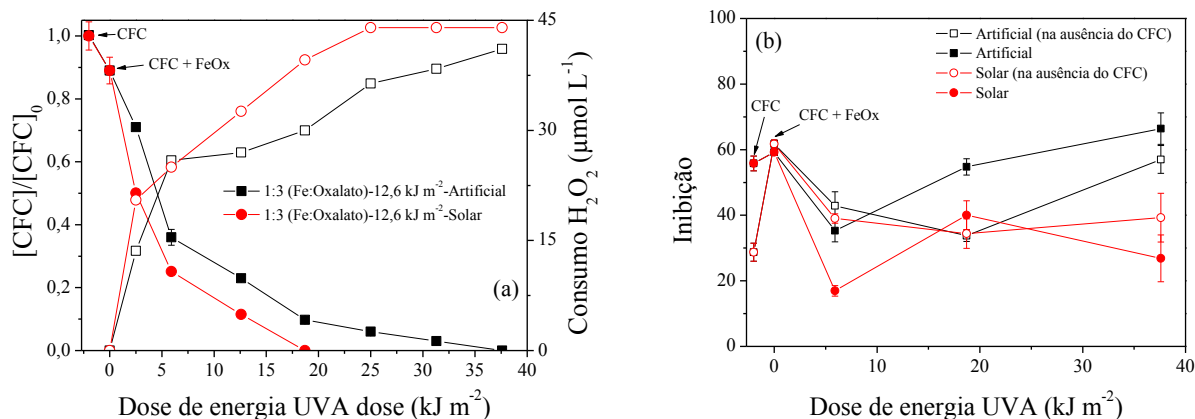 (a)
CFC
CFC + FeOx
1:3 (Fe:Oxalato)-12,6 kJ m⁻²-Artificial
1:3 (Fe:Oxalato)-12,6 kJ m⁻²-Solar
[CFC]/[CFC]₀
1,0
0,8
0,6
0,4
0,2
0,0
Consumo H₂O₂ (µmol L⁻¹)
45
30
15
0
0 5 10 15 20 25 30 35 40
Dose de energia UVA dose (kJ m⁻²)
(b)
Artificial (na ausência do CFC)
Artificial
Solar (na ausência do CFC)
Solar
CFC
CFC + FeOx
Inibição
100
80
60
40
20
0
0 10 20 30 40
Dose de energia UVA (kJ m⁻²)